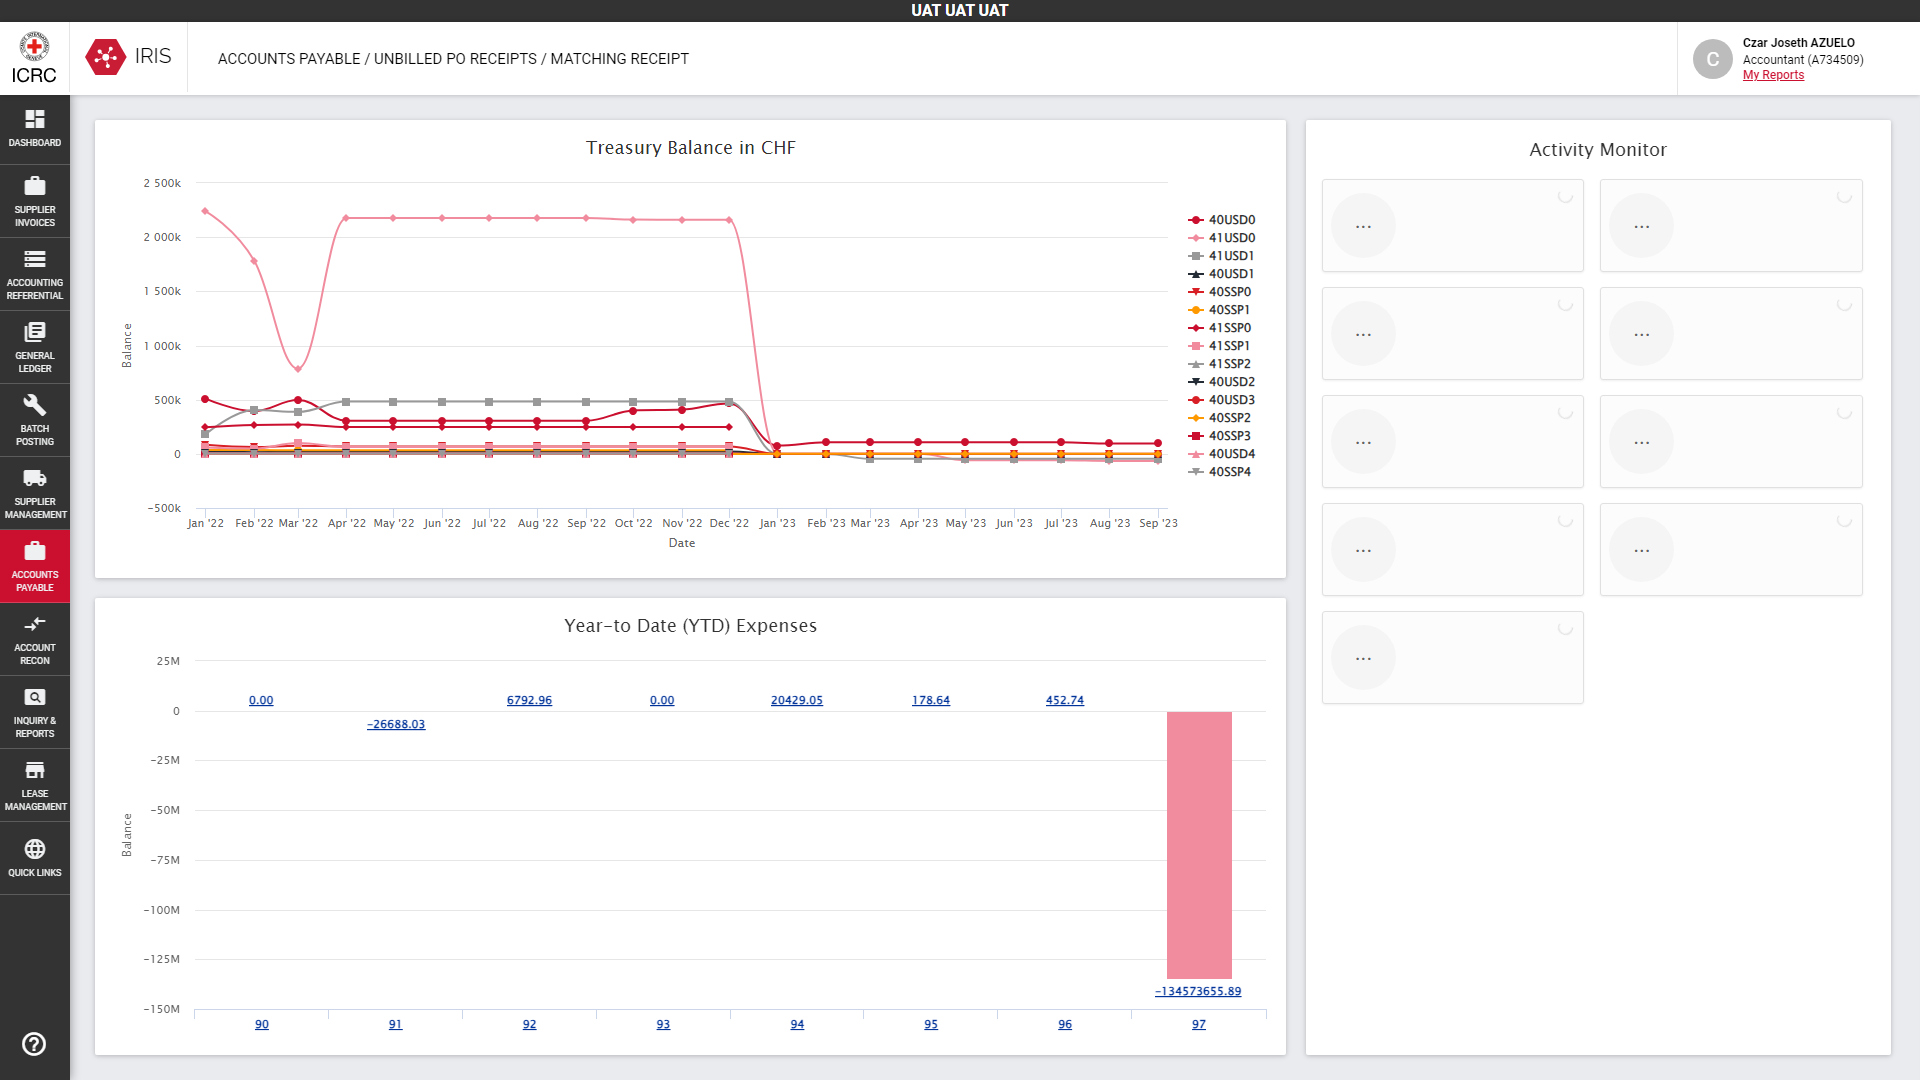 UAT UAT UAT
ICRC
IRIS
ACCOUNTS PAYABLE / UNBILLED PO RECEIPTS / MATCHING RECEIPT
C
Czar Joseth AZUELO
Accountant (A734509)
My Reports
DASHBOARD
SUPPLIER
INVOICES
ACCOUNTING
REFERENTIAL
GENERAL
LEDGER
BATCH
POSTING
SUPPLIER
MANAGEMENT
ACCOUNTS
PAYABLE
ACCOUNT
RECON
INQUIRY &
REPORTS
LEASE
MANAGEMENT
QUICK LINKS
Treasury Balance in CHF
2 500k
2 000k
1 500k
1 000k
500k
0
−500k
Balance
Jan '22 Feb '22 Mar '22 Apr '22 May '22 Jun '22 Jul '22 Aug '22 Sep '22 Oct '22 Nov '22 Dec '22 Jan '23 Feb '23 Mar '23 Apr '23 May '23 Jun '23 Jul '23 Aug '23 Sep '23
Date
40USD0
41USD0
41USD1
40USD1
40SSP0
40SSP1
41SSP0
41SSP1
41SSP2
40USD2
40USD3
40SSP2
40SSP3
40USD4
40SSP4
Year-to Date (YTD) Expenses
25M
0
−25M
−50M
−75M
−100M
−125M
−150M
Balance
0.00
−26688.03
6792.96
0.00
20429.05
178.64
452.74
−134573655.89
90 91 92 93 94 95 96 97
Activity Monitor
... ...
... ...
... ...
... ...
...